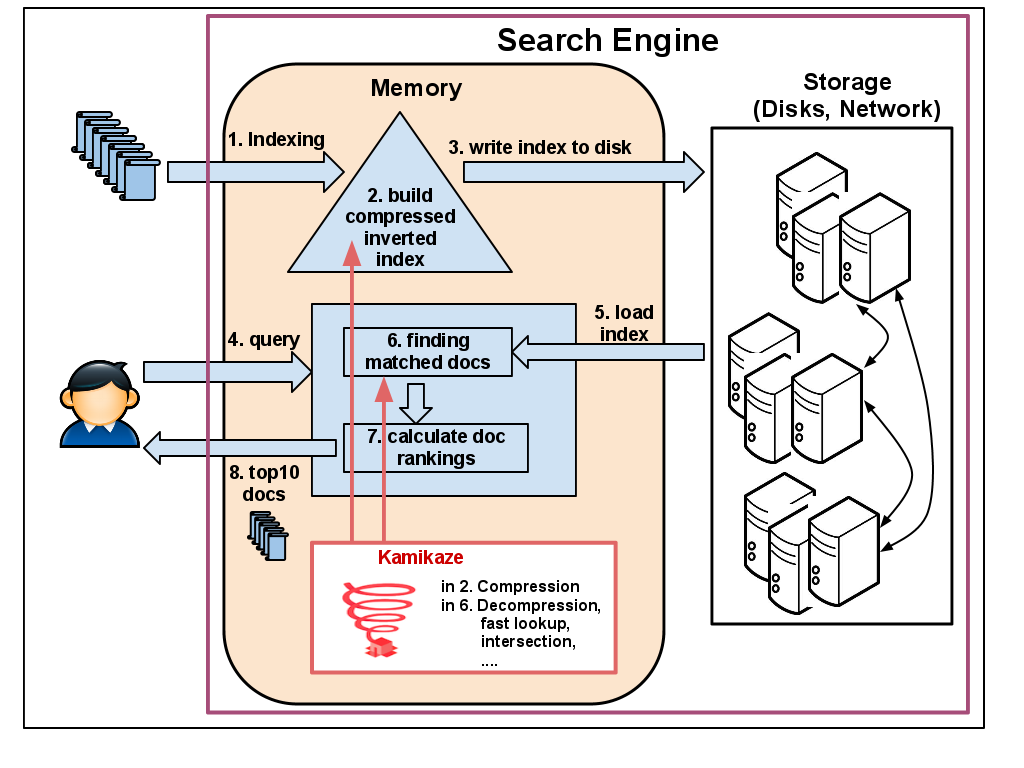 Search Engine
Memory
Storage
(Disks, Network)
1. Indexing
3. write index to disk
2. build
compressed
inverted
index
4. query
5. load
index
6. finding
matched docs
7. calculate doc
rankings
8. top10
docs
Kamikaze
in 2. Compression
in 6. Decompression,
fast lookup,
intersection,
....